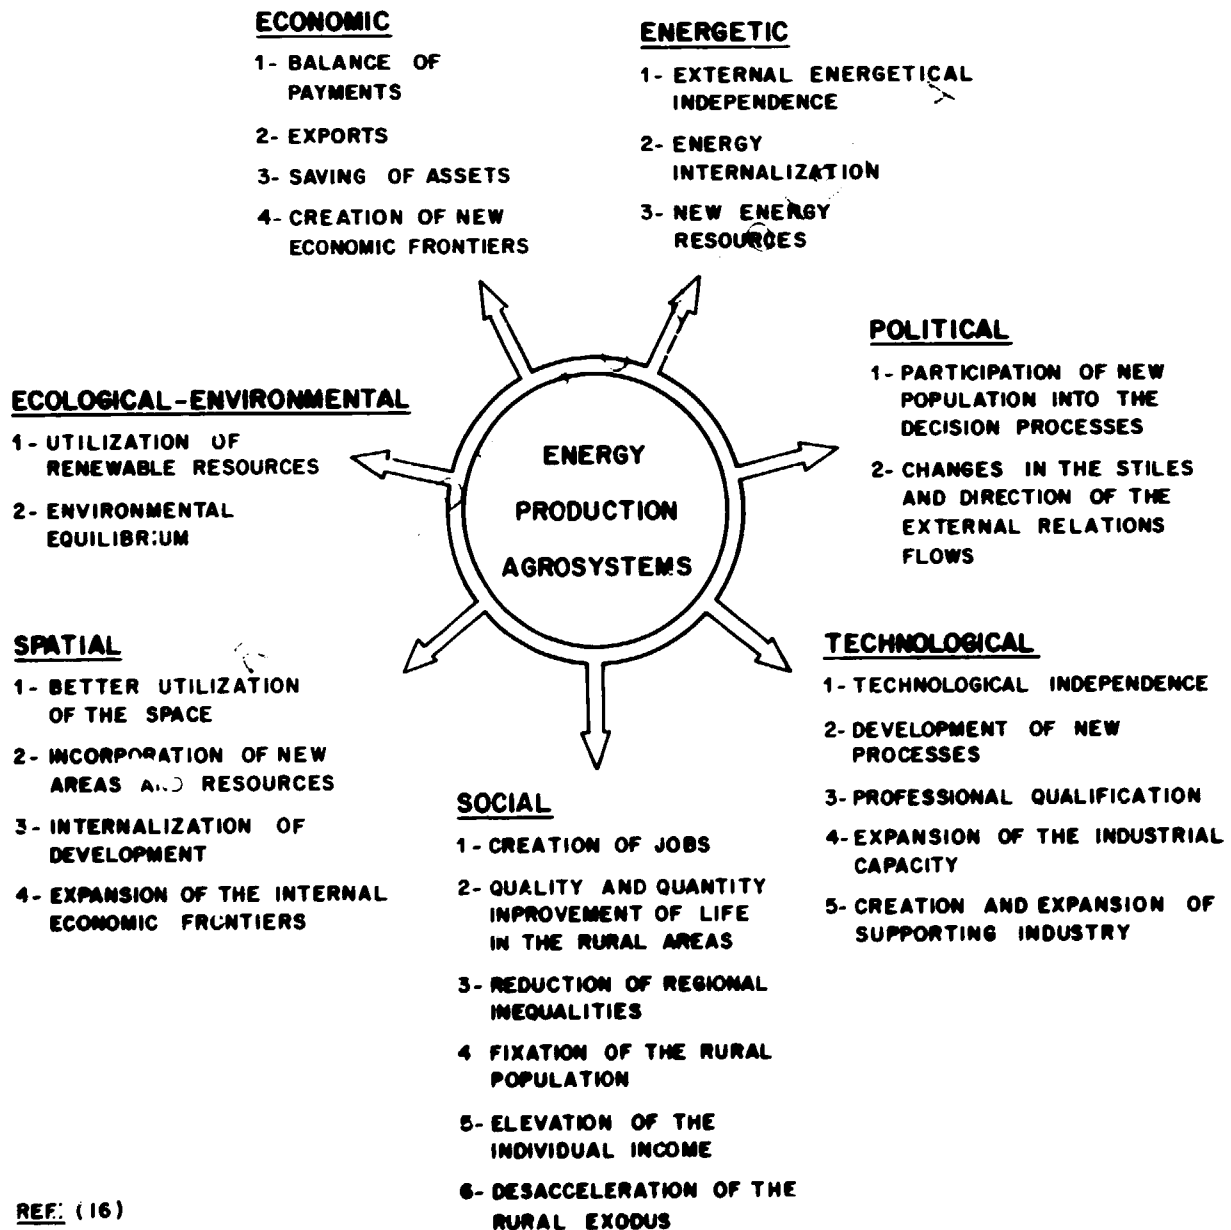 ECONOMIC
1- BALANCE OF
PAYMENTS
2- EXPORTS
3- SAVING OF ASSETS
4- CREATION OF NEW
ECONOMIC FRONTIERS
ENERGETIC
1- EXTERNAL ENERGETICAL
INDEPENDENCE
2- ENERGY
INTERNALIZATION
3- NEW ENERGY
RESOURCES
POLITICAL
1- PARTICIPATION OF NEW
POPULATION INTO THE
DECISION PROCESSES
2- CHANGES IN THE STILES
AND DIRECTION OF THE
EXTERNAL RELATIONS
FLOWS
ECOLOGICAL-ENVIRONMENTAL
1- UTILIZATION OF
RENEWABLE RESOURCES
2- ENVIRONMENTAL
EQUILIBRIUM
ENERGY
PRODUCTION
AGROSYSTEMS
SPATIAL
1- BETTER UTILIZATION
OF THE SPACE
2- INCORPORATION OF NEW
AREAS AND RESOURCES
3- INTERNALIZATION OF
DEVELOPMENT
4- EXPANSION OF THE INTERNAL
ECONOMIC FRONTIERS
TECHNOLOGICAL
1- TECHNOLOGICAL INDEPENDENCE
2- DEVELOPMENT OF NEW
PROCESSES
3- PROFESSIONAL QUALIFICATION
4- EXPANSION OF THE INDUSTRIAL
CAPACITY
5- CREATION AND EXPANSION OF
SUPPORTING INDUSTRY
SOCIAL
1- CREATION OF JOBS
2- QUALITY AND QUANTITY
INPROVEMENT OF LIFE
IN THE RURAL AREAS
3- REDUCTION OF REGIONAL
INEQUALITIES
4 FIXATION OF THE RURAL
POPULATION
5- ELEVATION OF THE
INDIVIDUAL INCOME
6- DESACCELERATION OF THE
RURAL EXODUS
REF: (16)